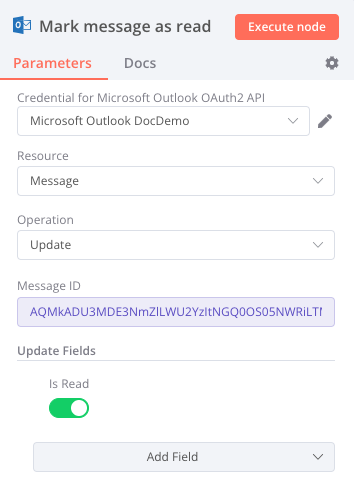 Mark message as read
Execute node
Parameters
Docs
Credential for Microsoft Outlook OAuth2 API
Microsoft Outlook DocDemo
Resource
Message
Operation
Update
Message ID
AQMkADU3MDE3NmZlLWU2YzItNGQ0OS05NWRiLTI
Update Fields
Is Read
Add Field